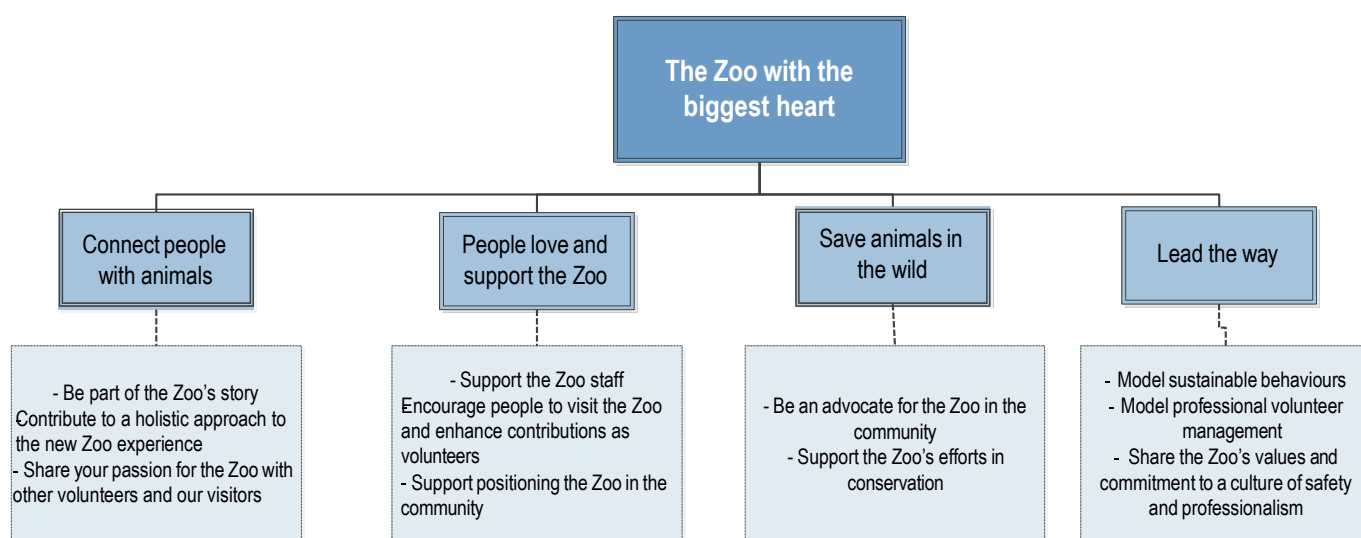 The Zoo with the
biggest heart
Connect people
with animals
People love and
support the Zoo
Save animals in
the wild
Lead the way
- Be part of the Zoo’s story
- Contribute to a holistic approach to
the new Zoo experience
- Share your passion for the Zoo with
other volunteers and our visitors
- Support the Zoo staff
- Encourage people to visit the Zoo
and enhance contributions as
volunteers
- Support positioning the Zoo in the
community
- Be an advocate for the Zoo in the
community
- Support the Zoo’s efforts in
conservation
- Model sustainable behaviours
- Model professional volunteer
management
- Share the Zoo’s values and
commitment to a culture of safety
and professionalism